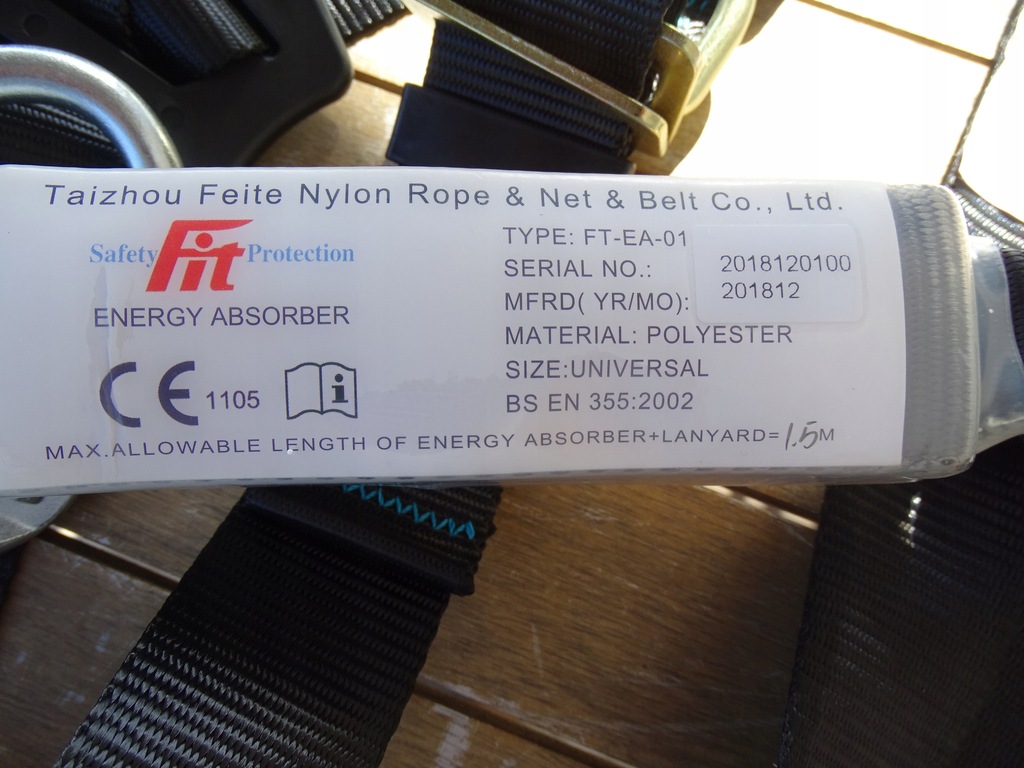 Taizhou Feite Nylon Rope & Net & Belt Co., Ltd.
Safety Fit Protection
ENERGY ABSORBER
CE 1105
TYPE: FT-EA-01
SERIAL NO.: 2018120100
MFRD( YR/MO): 201812
MATERIAL: POLYESTER
SIZE:UNIVERSAL
BS EN 355:2002
MAX.ALLOWABLE LENGTH OF ENERGY ABSORBER+LANYARD=1.5M